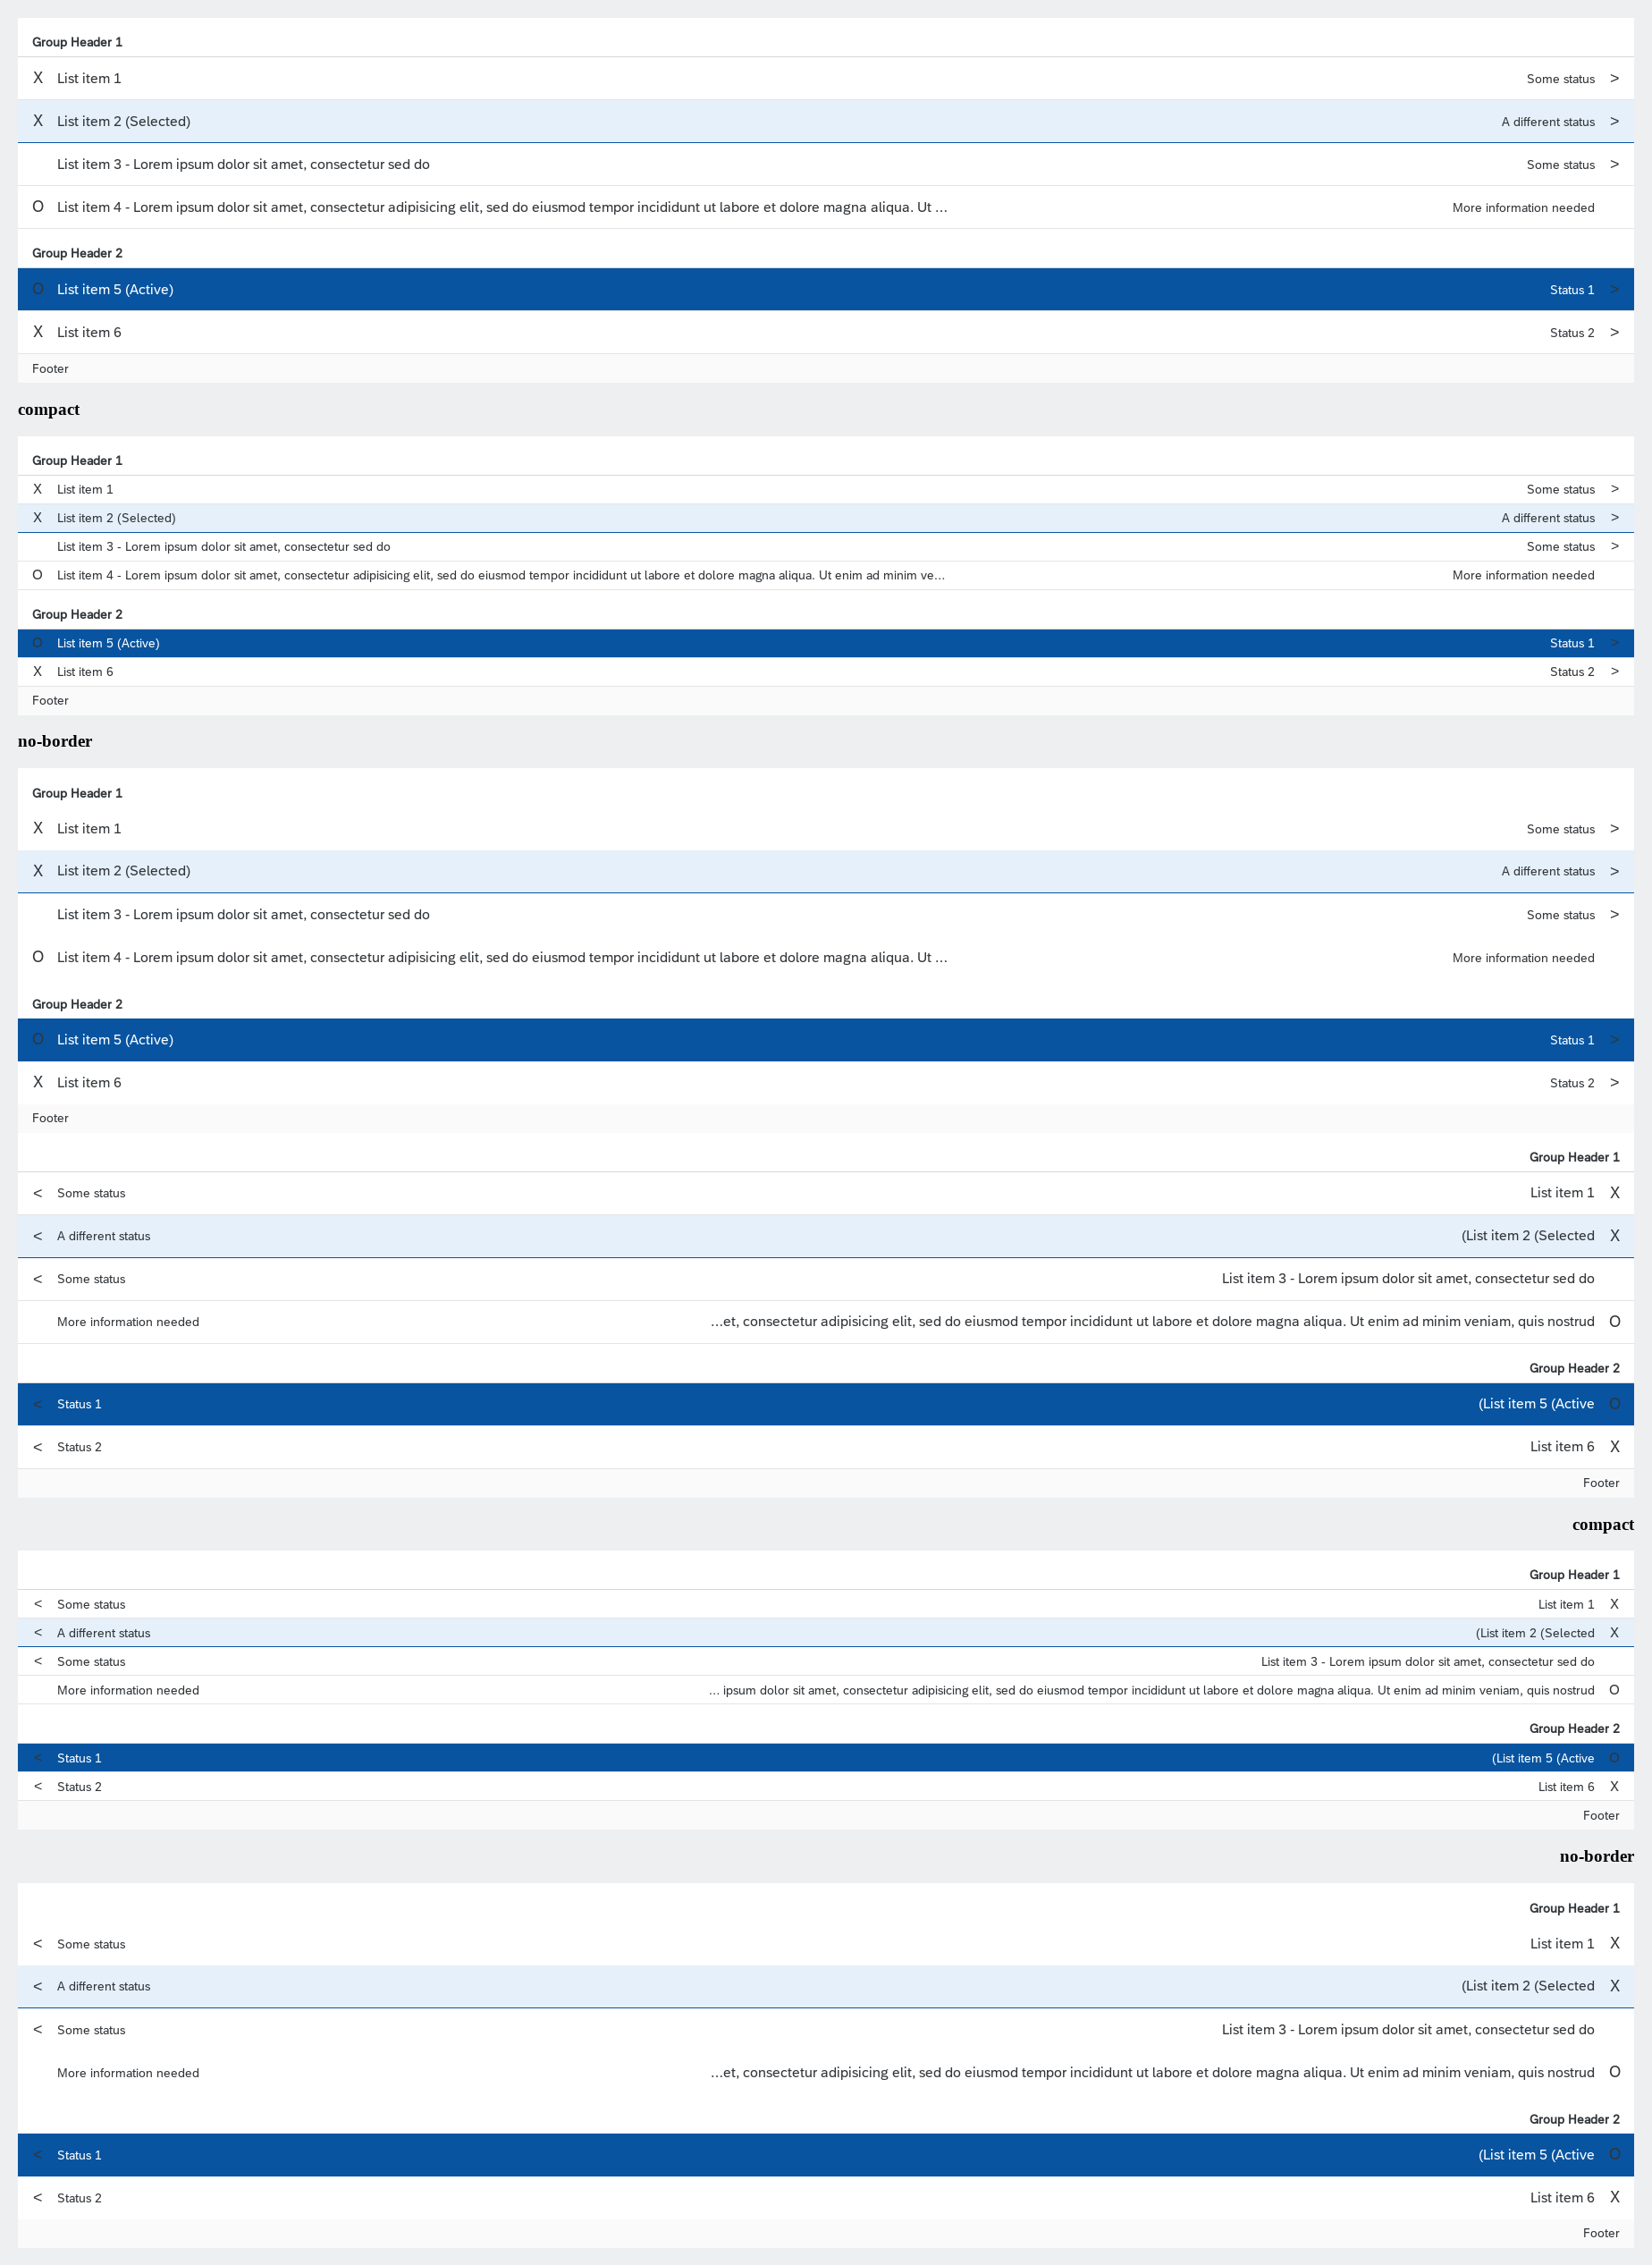 Group Header 1
X List item 1 Some status >
X List item 2 (Selected) A different status >
List item 3 - Lorem ipsum dolor sit amet, consectetur sed do Some status >
O List item 4 - Lorem ipsum dolor sit amet, consectetur adipisicing elit, sed do eiusmod tempor incididunt ut labore et dolore magna aliqua. Ut ... More information needed
Group Header 2
O List item 5 (Active) Status 1 >
X List item 6 Status 2 >
Footer
compact
Group Header 1
X List item 1 Some status >
X List item 2 (Selected) A different status >
List item 3 - Lorem ipsum dolor sit amet, consectetur sed do Some status >
O List item 4 - Lorem ipsum dolor sit amet, consectetur adipisicing elit, sed do eiusmod tempor incididunt ut labore et dolore magna aliqua. Ut enim ad minim ve... More information needed
Group Header 2
O List item 5 (Active) Status 1 >
X List item 6 Status 2 >
Footer
no-border
Group Header 1
X List item 1 Some status >
X List item 2 (Selected) A different status >
List item 3 - Lorem ipsum dolor sit amet, consectetur sed do Some status >
O List item 4 - Lorem ipsum dolor sit amet, consectetur adipisicing elit, sed do eiusmod tempor incididunt ut labore et dolore magna aliqua. Ut ... More information needed
Group Header 2
O List item 5 (Active) Status 1 >
X List item 6 Status 2 >
Footer
Group Header 1
< Some status List item 1 X
< A different status (List item 2 (Selected X
< Some status List item 3 - Lorem ipsum dolor sit amet, consectetur sed do
More information needed ...et, consectetur adipisicing elit, sed do eiusmod tempor incididunt ut labore et dolore magna aliqua. Ut enim ad minim veniam, quis nostrud O
Group Header 2
< Status 1 (List item 5 (Active O
< Status 2 List item 6 X
Footer
compact
Group Header 1
< Some status List item 1 X
< A different status (List item 2 (Selected X
< Some status List item 3 - Lorem ipsum dolor sit amet, consectetur sed do
More information needed ... ipsum dolor sit amet, consectetur adipisicing elit, sed do eiusmod tempor incididunt ut labore et dolore magna aliqua. Ut enim ad minim veniam, quis nostrud O
Group Header 2
< Status 1 (List item 5 (Active O
< Status 2 List item 6 X
Footer
no-border
Group Header 1
< Some status List item 1 X
< A different status (List item 2 (Selected X
< Some status List item 3 - Lorem ipsum dolor sit amet, consectetur sed do
More information needed ...et, consectetur adipisicing elit, sed do eiusmod tempor incididunt ut labore et dolore magna aliqua. Ut enim ad minim veniam, quis nostrud O
Group Header 2
< Status 1 (List item 5 (Active O
< Status 2 List item 6 X
Footer